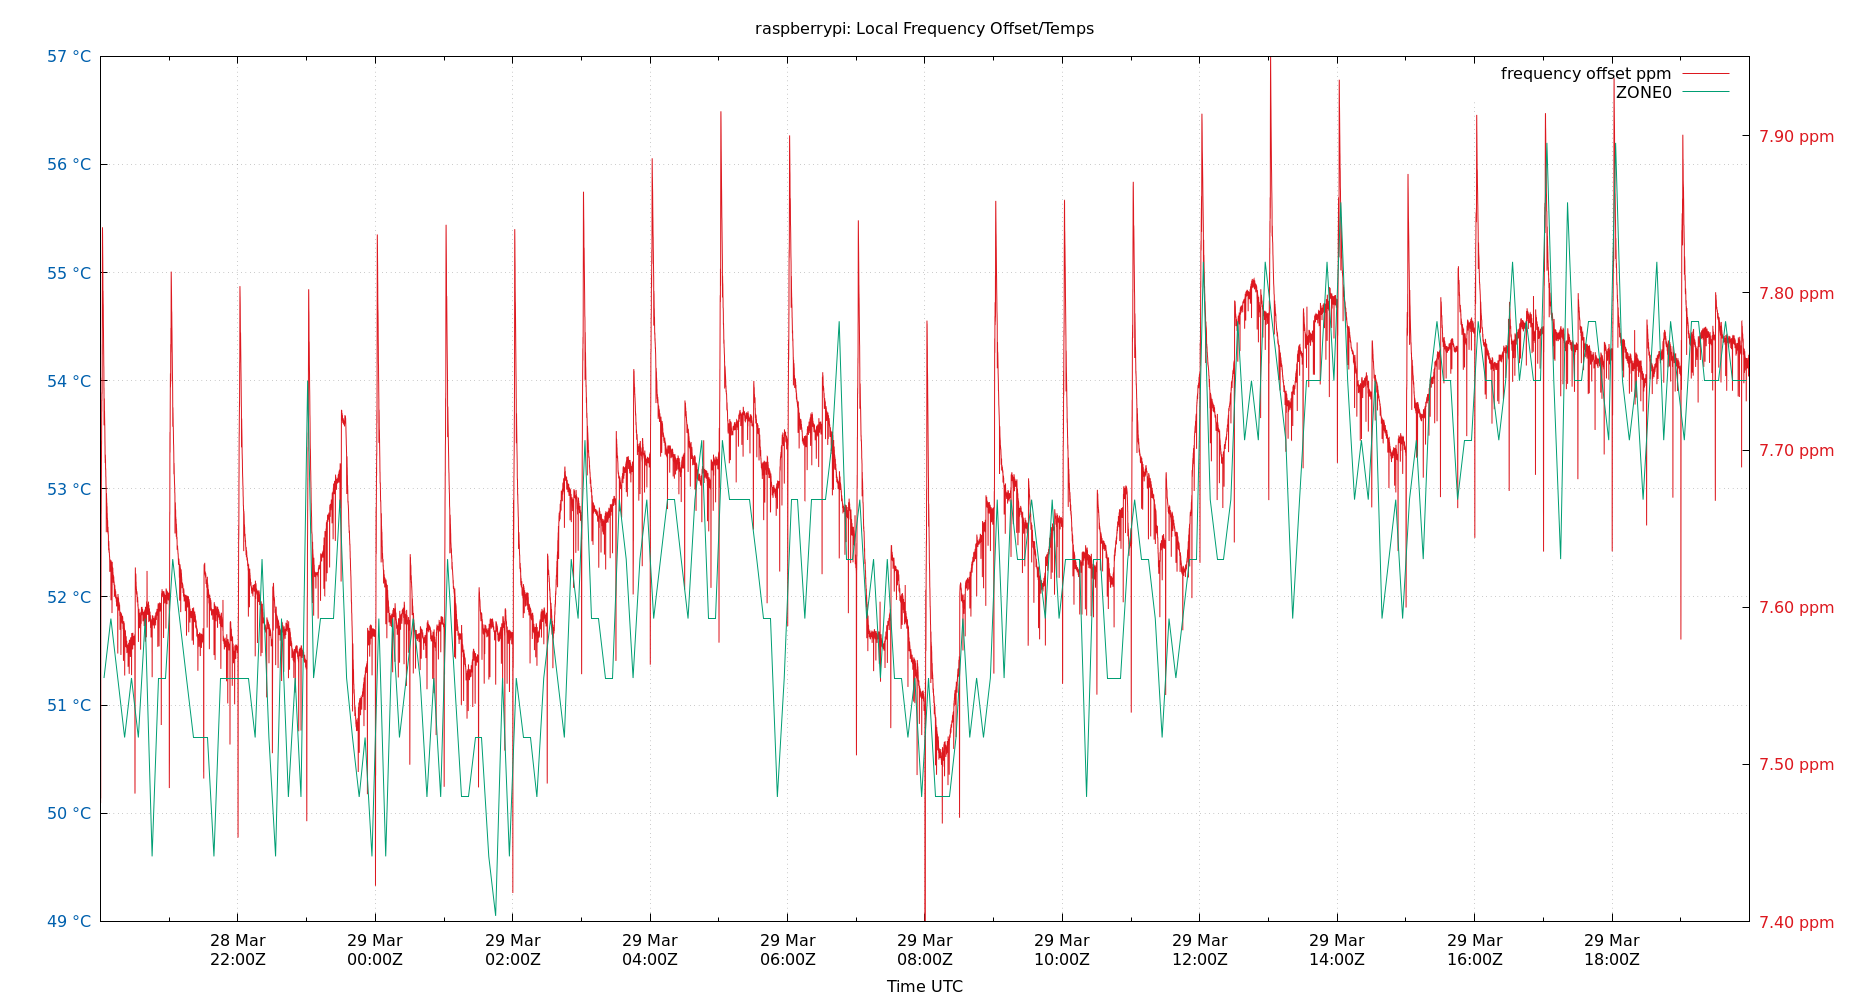 raspberrypi: Local Frequency Offset/Temps
57 °C
56 °C
55 °C
54 °C
53 °C
52 °C
51 °C
50 °C
49 °C
frequency offset ppm
ZONE0
7.90 ppm
7.80 ppm
7.70 ppm
7.60 ppm
7.50 ppm
7.40 ppm
28 Mar
22:00Z
29 Mar
00:00Z
29 Mar
02:00Z
29 Mar
04:00Z
29 Mar
06:00Z
29 Mar
08:00Z
29 Mar
10:00Z
29 Mar
12:00Z
29 Mar
14:00Z
29 Mar
16:00Z
29 Mar
18:00Z
Time UTC